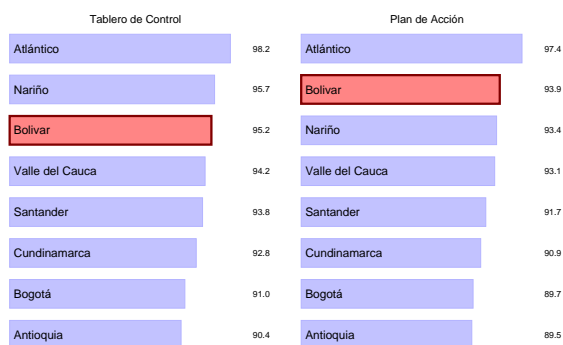 Tablero de Control
Atlántico 98.2
Nariño 95.7
Bolivar 95.2
Valle del Cauca 94.2
Santander 93.8
Cundinamarca 92.8
Bogotá 91.0
Antioquia 90.4
Plan de Acción
Atlántico 97.4
Bolivar 93.9
Nariño 93.4
Valle del Cauca 93.1
Santander 91.7
Cundinamarca 90.9
Bogotá 89.7
Antioquia 89.5